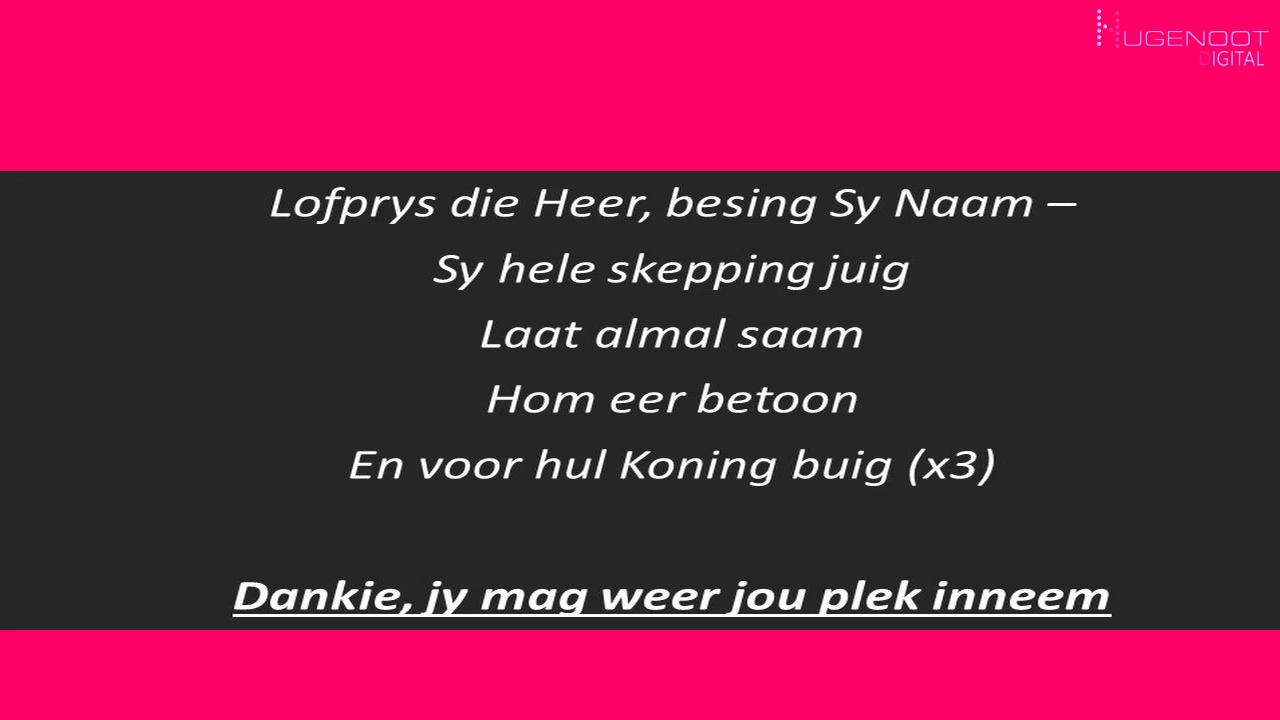 HUGENOOT
DIGITAL
Lofprys die Heer, besing Sy Naam –
Sy hele skepping juig
Laat almal saam
Hom eer betoon
En voor hul Koning buig (x3)
Dankie, jy mag weer jou plek inneem